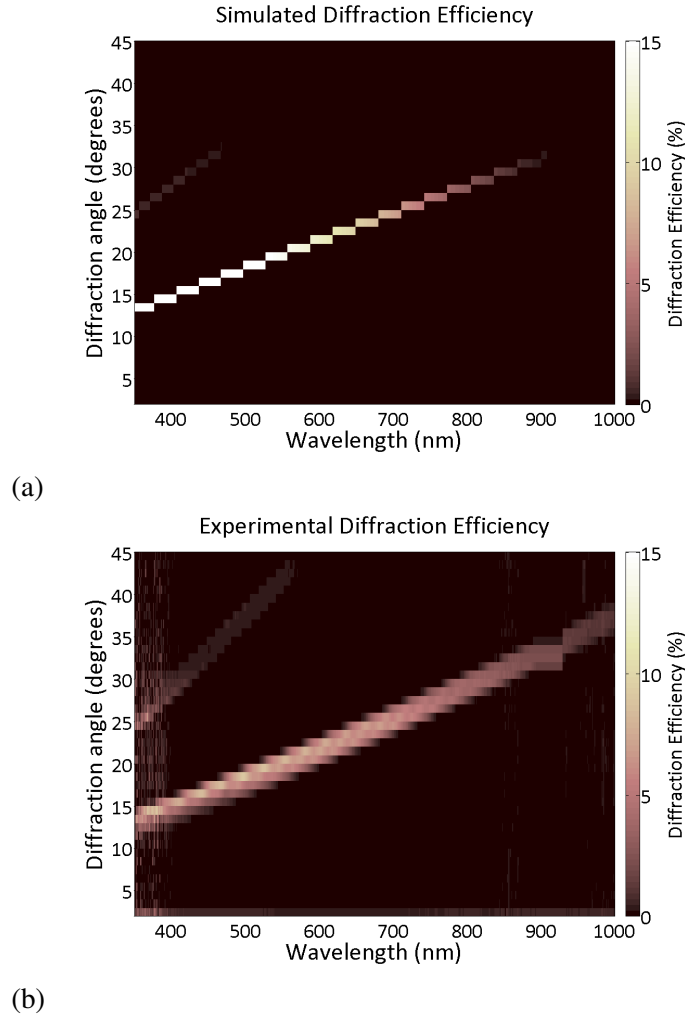 Simulated Diffraction Efficiency
45
40
35
30
25
20
15
10
5
Diffraction angle (degrees)
400 500 600 700 800 900 1000
Wavelength (nm)
15
10
5
0
Diffraction Efficiency (%)
(a)
Experimental Diffraction Efficiency
45
40
35
30
25
20
15
10
5
Diffraction angle (degrees)
400 500 600 700 800 900 1000
Wavelength (nm)
15
10
5
0
Diffraction Efficiency (%)
(b)